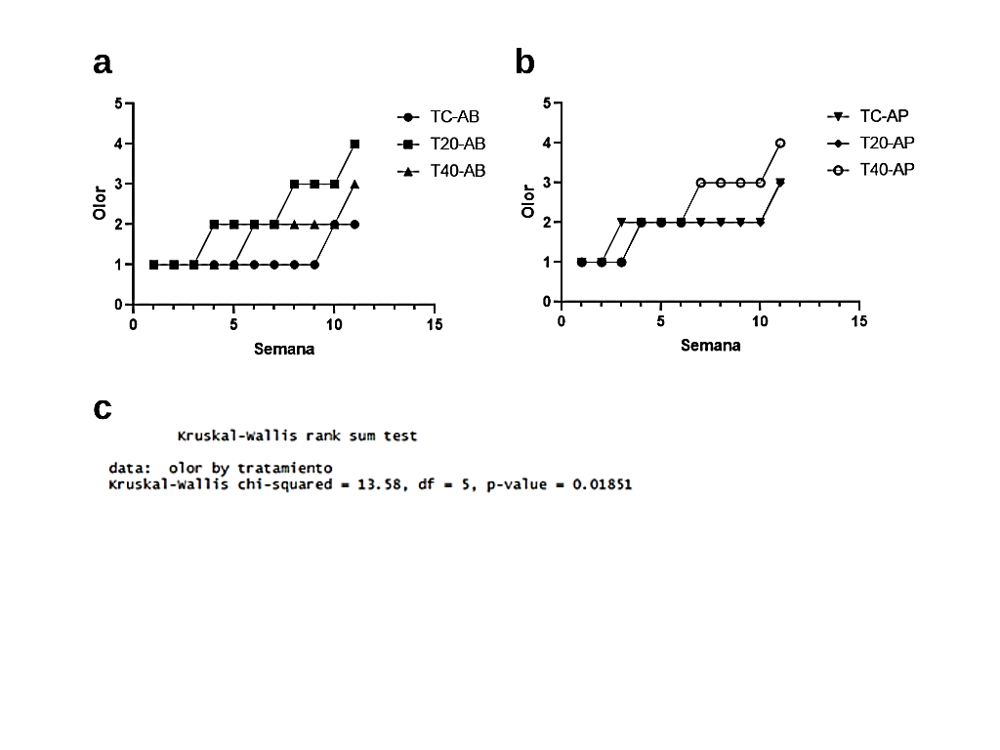 a
5
4
3
2
1
0
Olor
0
5
10
15
Semana
TC-AB
T20-AB
T40-AB
b
5
4
3
2
1
0
Olor
0
5
10
15
Semana
TC-AP
T20-AP
T40-AP
c
Kruskal-Wallis rank sum test
data: olor by tratamiento
Kruskal-Wallis chi-squared = 13.58, df = 5, p-value = 0.01851